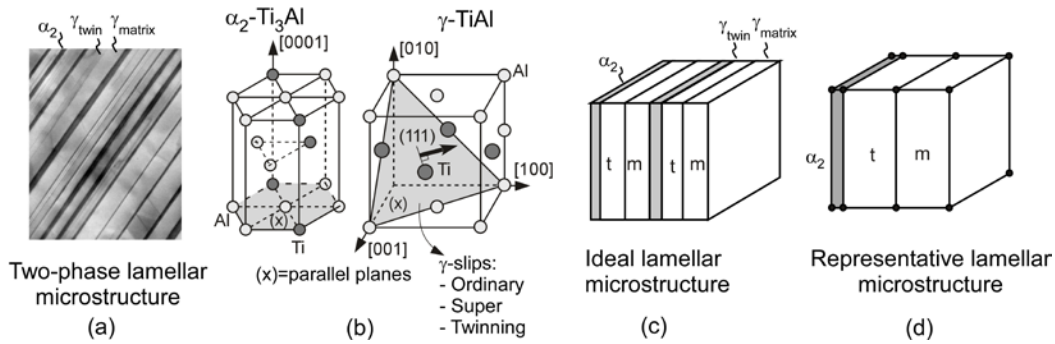 α2 γtwin γmatrix
Two-phase lamellar
microstructure
(a)
α2-Ti3Al
[0001]
(x)
Al
Ti
γ-TiAl
[010]
Al
(111)
Ti
[100]
(x)
[001]
(x)=parallel planes
γ-slips:
- Ordinary
- Super
- Twinning
(b)
γtwin γmatrix
α2
t m t m
Ideal lamellar
microstructure
(c)
α2
t m
Representative lamellar
microstructure
(d)